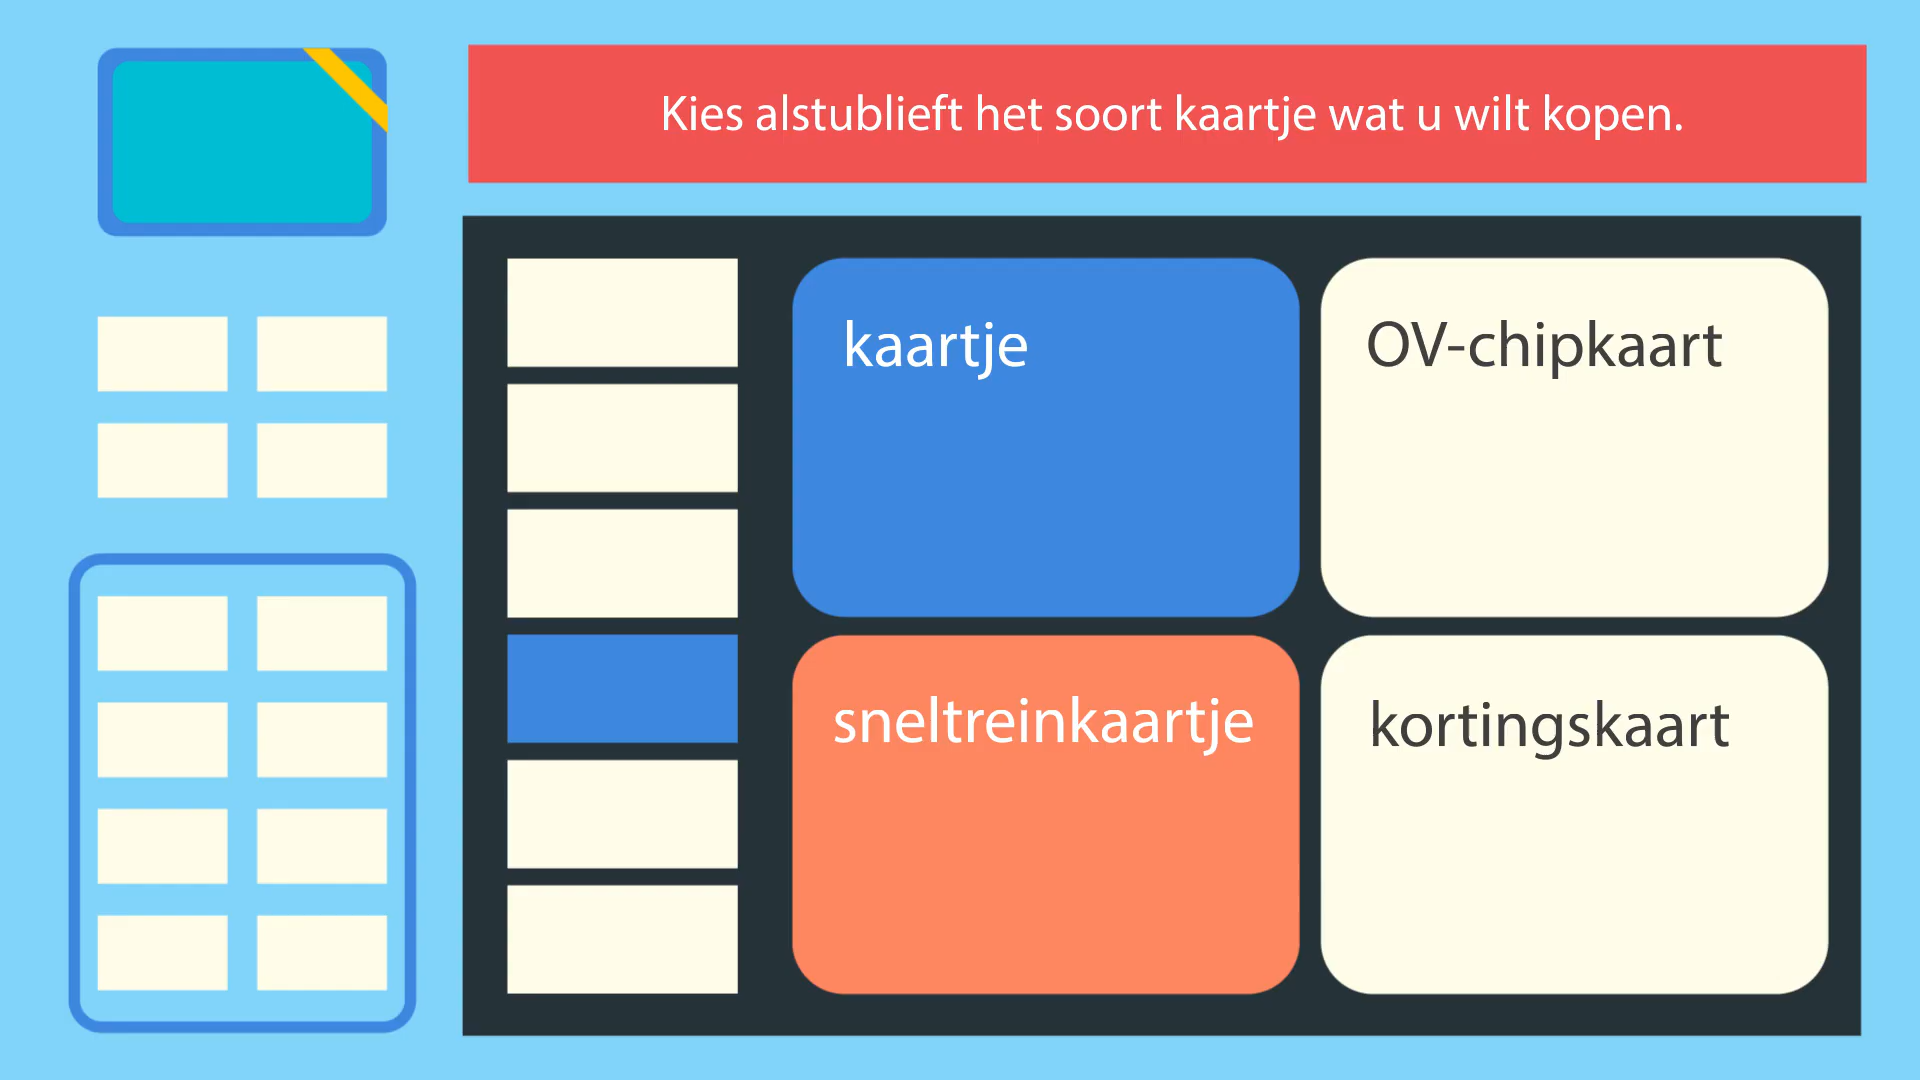 Kies alstublieft het soort kaartje wat u wilt kopen.
kaartje
OV-chipkaart
sneltreinkaartje
kortingskaart